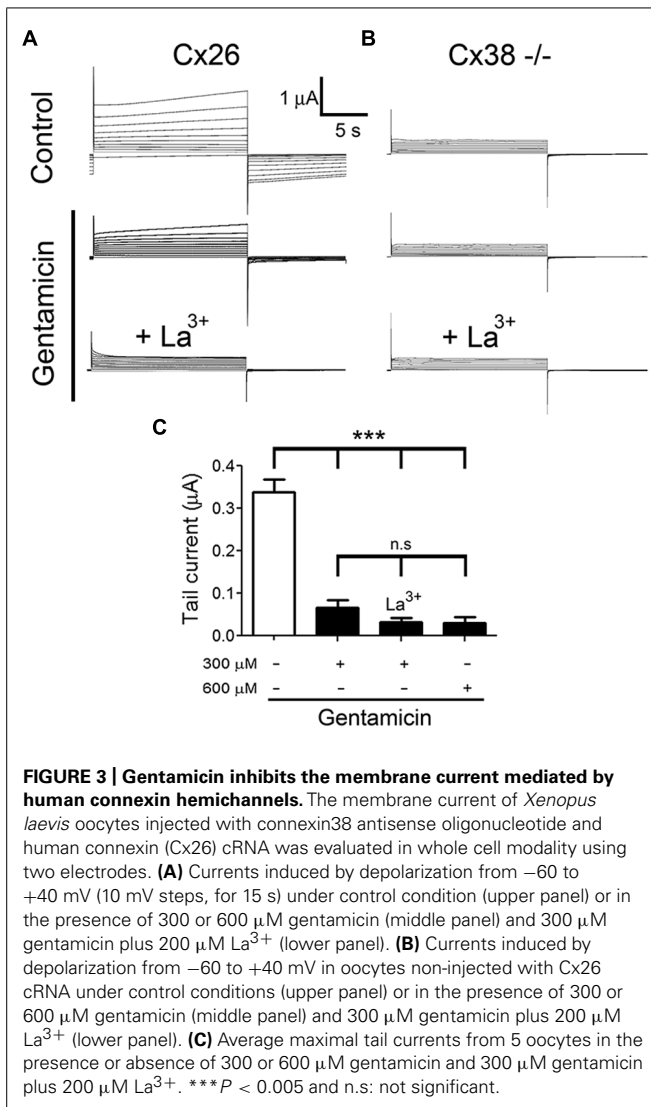 A
Cx26
B
Cx38 -/-
1 μA
5 s
Control
Gentamicin
+ La3+
+ La3+
C
***
n.s
La3+
Tail current (μA)
0.4
0.3
0.2
0.1
0.0
300 μM – + + –
600 μM – – – +
Gentamicin
FIGURE 3 | Gentamicin inhibits the membrane current mediated by
human connexin hemichannels. The membrane current of Xenopus
laevis oocytes injected with connexin38 antisense oligonucleotide and
human connexin (Cx26) cRNA was evaluated in whole cell modality using
two electrodes. (A) Currents induced by depolarization from −60 to
+40 mV (10 mV steps, for 15 s) under control condition (upper panel) or in
the presence of 300 or 600 μM gentamicin (middle panel) and 300 μM
gentamicin plus 200 μM La3+ (lower panel). (B) Currents induced by
depolarization from −60 to +40 mV in oocytes non-injected with Cx26
cRNA under control conditions (upper panel) or in the presence of 300 or
600 μM gentamicin (middle panel) and 300 μM gentamicin plus 200 μM
La3+ (lower panel). (C) Average maximal tail currents from 5 oocytes in the
presence or absence of 300 or 600 μM gentamicin and 300 μM gentamicin
plus 200 μM La3+. ***P < 0.005 and n.s: not significant.